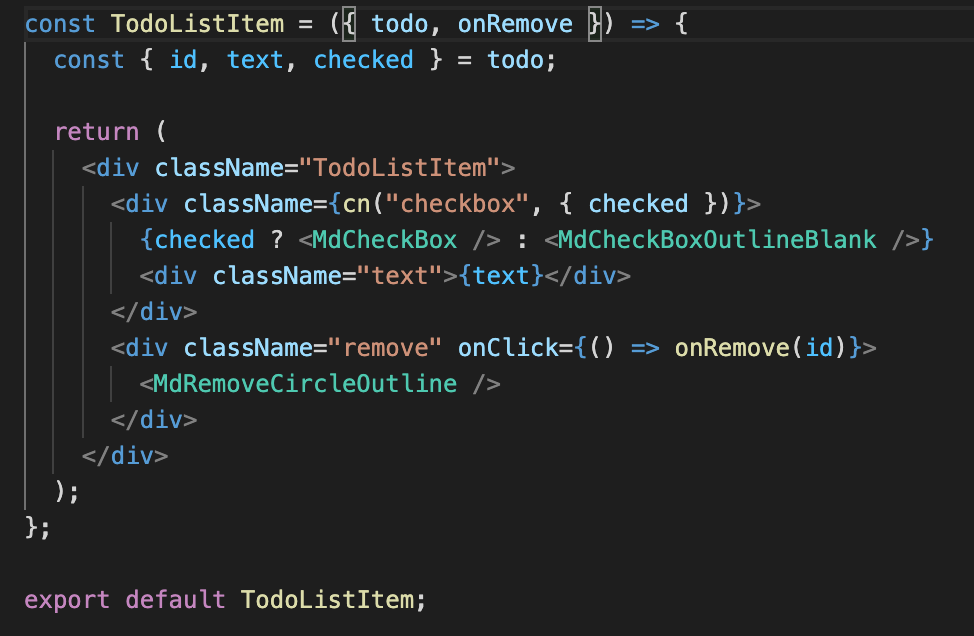 const TodoListItem = ({ todo, onRemove }) => {
  const { id, text, checked } = todo;

  return (
    <div className="TodoListItem">
      <div className={cn("checkbox", { checked })}>
        {checked ? <MdCheckBox /> : <MdCheckBoxOutlineBlank />}
        <div className="text">{text}</div>
      </div>
      <div className="remove" onClick={() => onRemove(id)}>
        <MdRemoveCircleOutline />
      </div>
    </div>
  );
};

export default TodoListItem;